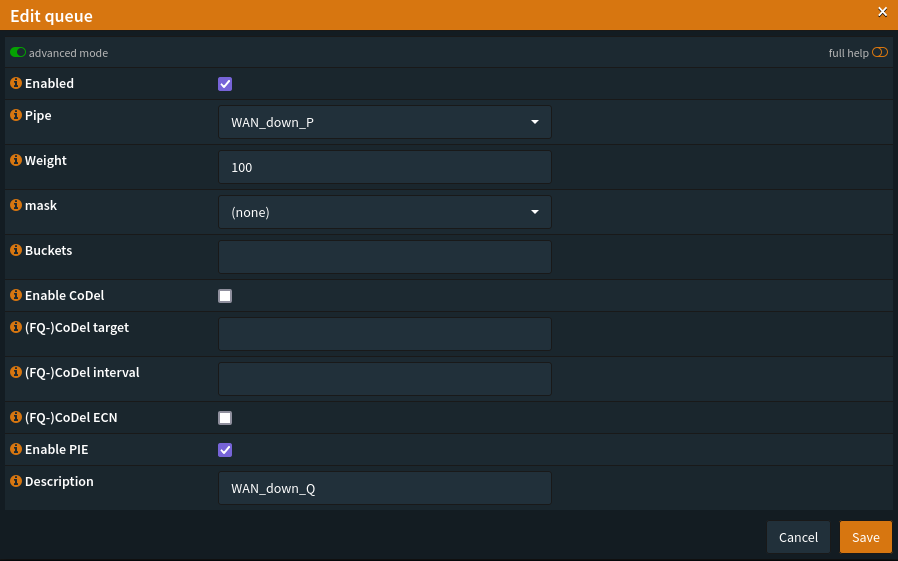 Edit queue
×
advanced mode
full help
Enabled
Pipe
WAN_down_P
Weight
100
mask
(none)
Buckets
Enable CoDel
(FQ-)CoDel target
(FQ-)CoDel interval
(FQ-)CoDel ECN
Enable PIE
Description
WAN_down_Q
Cancel
Save